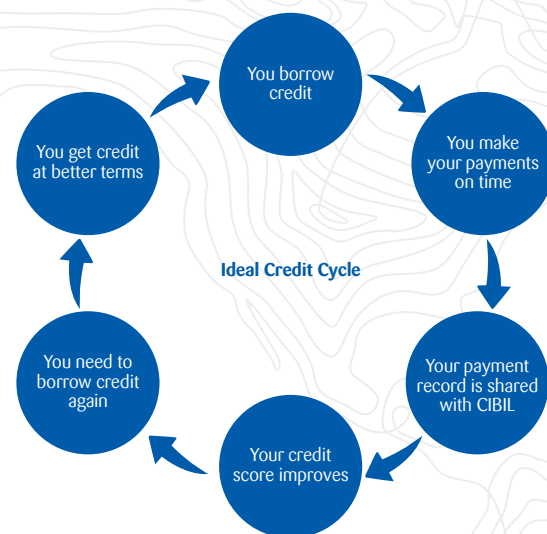 You borrow
credit
You make
your payments
on time
Your payment
record is shared
with CIBIL
Your credit
score improves
You need to
borrow credit
again
You get credit
at better terms
Ideal Credit Cycle